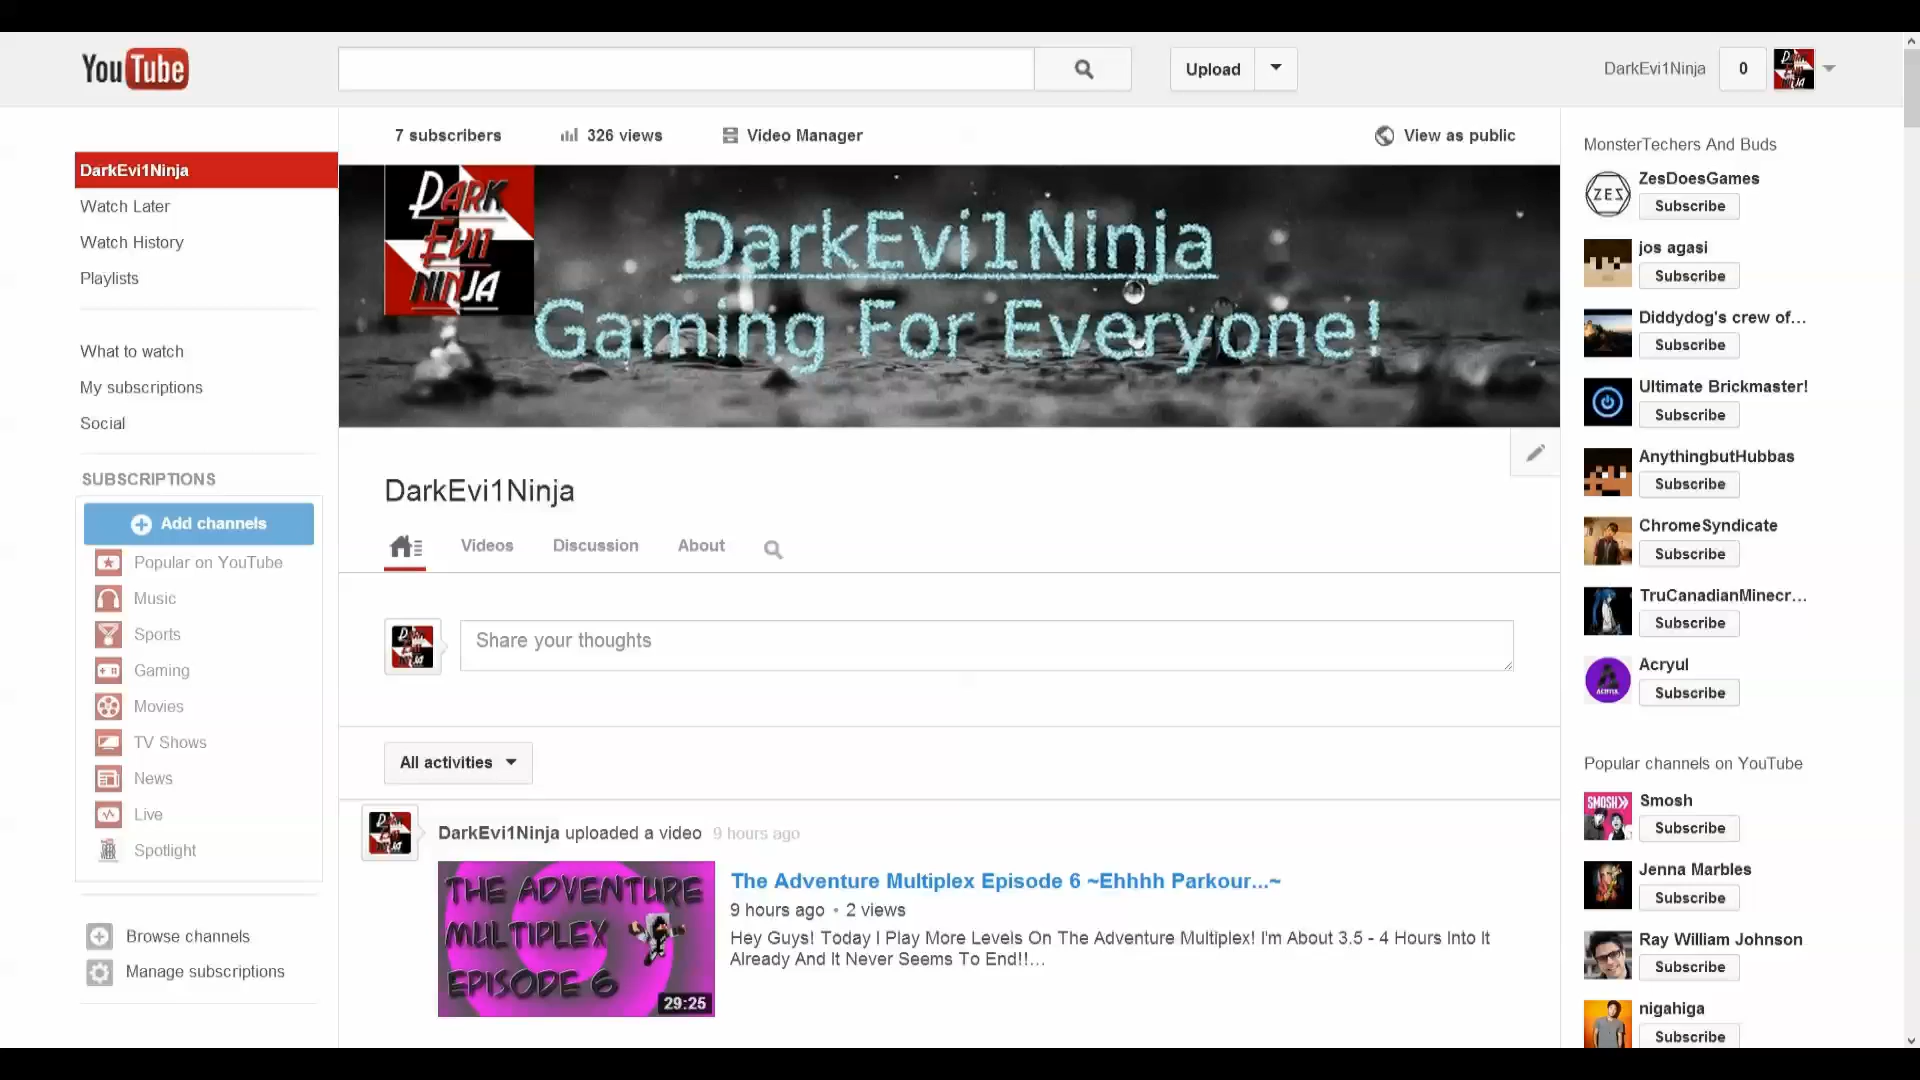 YouTube
Upload
DarkEvi1Ninja
0
DarkEvi1Ninja
Watch Later
Watch History
Playlists
What to watch
My subscriptions
Social
SUBSCRIPTIONS
Add channels
Popular on YouTube
Music
Sports
Gaming
Movies
TV Shows
News
Live
Spotlight
Browse channels
Manage subscriptions
7 subscribers
326 views
Video Manager
View as public
DARK
EVI1
NINJA
DarkEvi1Ninja
Gaming For Everyone!
DarkEvi1Ninja
Videos
Discussion
About
Share your thoughts
All activities
DarkEvi1Ninja uploaded a video 9 hours ago
THE ADVENTURE
MULTIPLEX
EPISODE 6
29:25
The Adventure Multiplex Episode 6 ~Ehhhh Parkour...~
9 hours ago • 2 views
Hey Guys! Today I Play More Levels On The Adventure Multiplex! I'm About 3.5 - 4 Hours Into It
Already And It Never Seems To End!!...
MonsterTechers And Buds
ZES
ZesDoesGames
Subscribe
jos agasi
Subscribe
Diddydog's crew of...
Subscribe
Ultimate Brickmaster!
Subscribe
AnythingbutHubbas
Subscribe
ChromeSyndicate
Subscribe
TruCanadianMinecr...
Subscribe
ACRYUL
Acryul
Subscribe
Popular channels on YouTube
SMOSH
Smosh
Subscribe
Jenna Marbles
Subscribe
Ray William Johnson
Subscribe
nigahiga
Subscribe